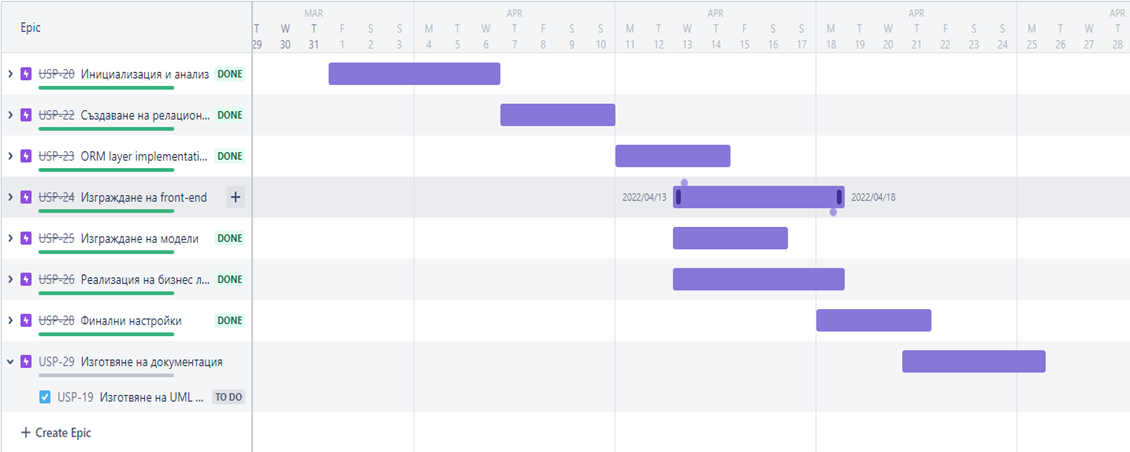 Epic
MAR APR APR APR APR
T W T F S S M T W T F S S M T W T F S S M T W T F S S M T W T
29 30 31 1 2 3 4 5 6 7 8 9 10 11 12 13 14 15 16 17 18 19 20 21 22 23 24 25 26 27 28
USP-20 Инициализация и анализ DONE
USP-22 Създаване на релацион... DONE
USP-23 ORM layer implementati... DONE
USP-24 Изграждане на front-end + 2022/04/13 2022/04/18
USP-25 Изграждане на модели DONE
USP-26 Реализация на бизнес л... DONE
USP-28 Финални настройки DONE
USP-29 Изготвяне на документация
USP-19 Изготвяне на UML ... TO DO
+ Create Epic